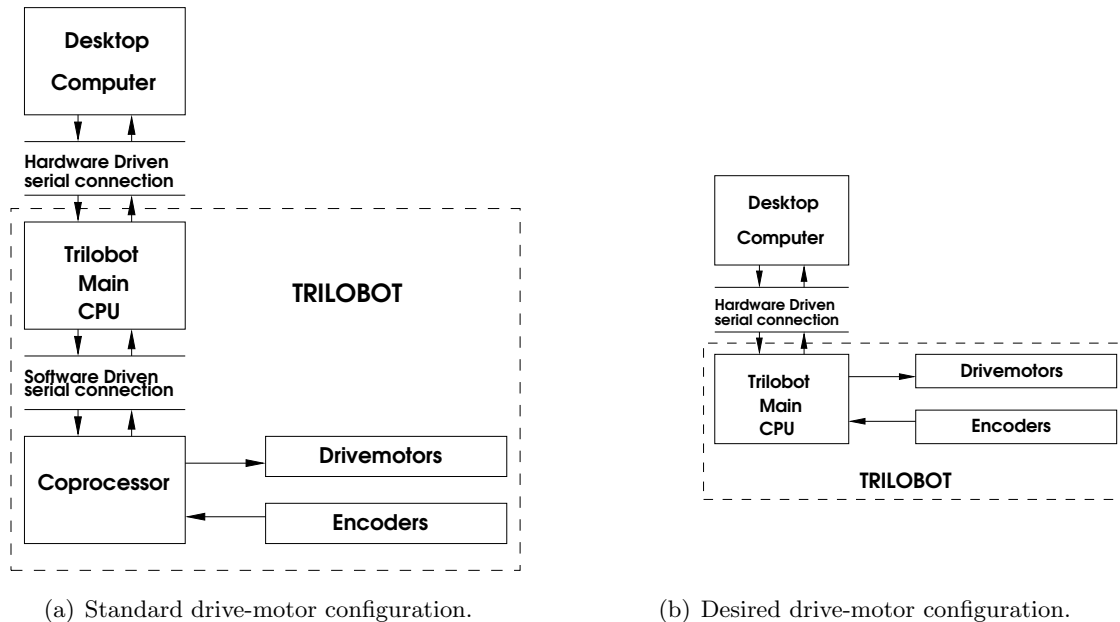 Desktop
Computer
Hardware Driven
serial connection
Trilobot
Main
CPU
TRILOBOT
Software Driven
serial connection
Coprocessor
Drivemotors
Encoders
(a) Standard drive-motor configuration.
Desktop
Computer
Hardware Driven
serial connection
Trilobot
Main
CPU
Drivemotors
Encoders
TRILOBOT
(b) Desired drive-motor configuration.